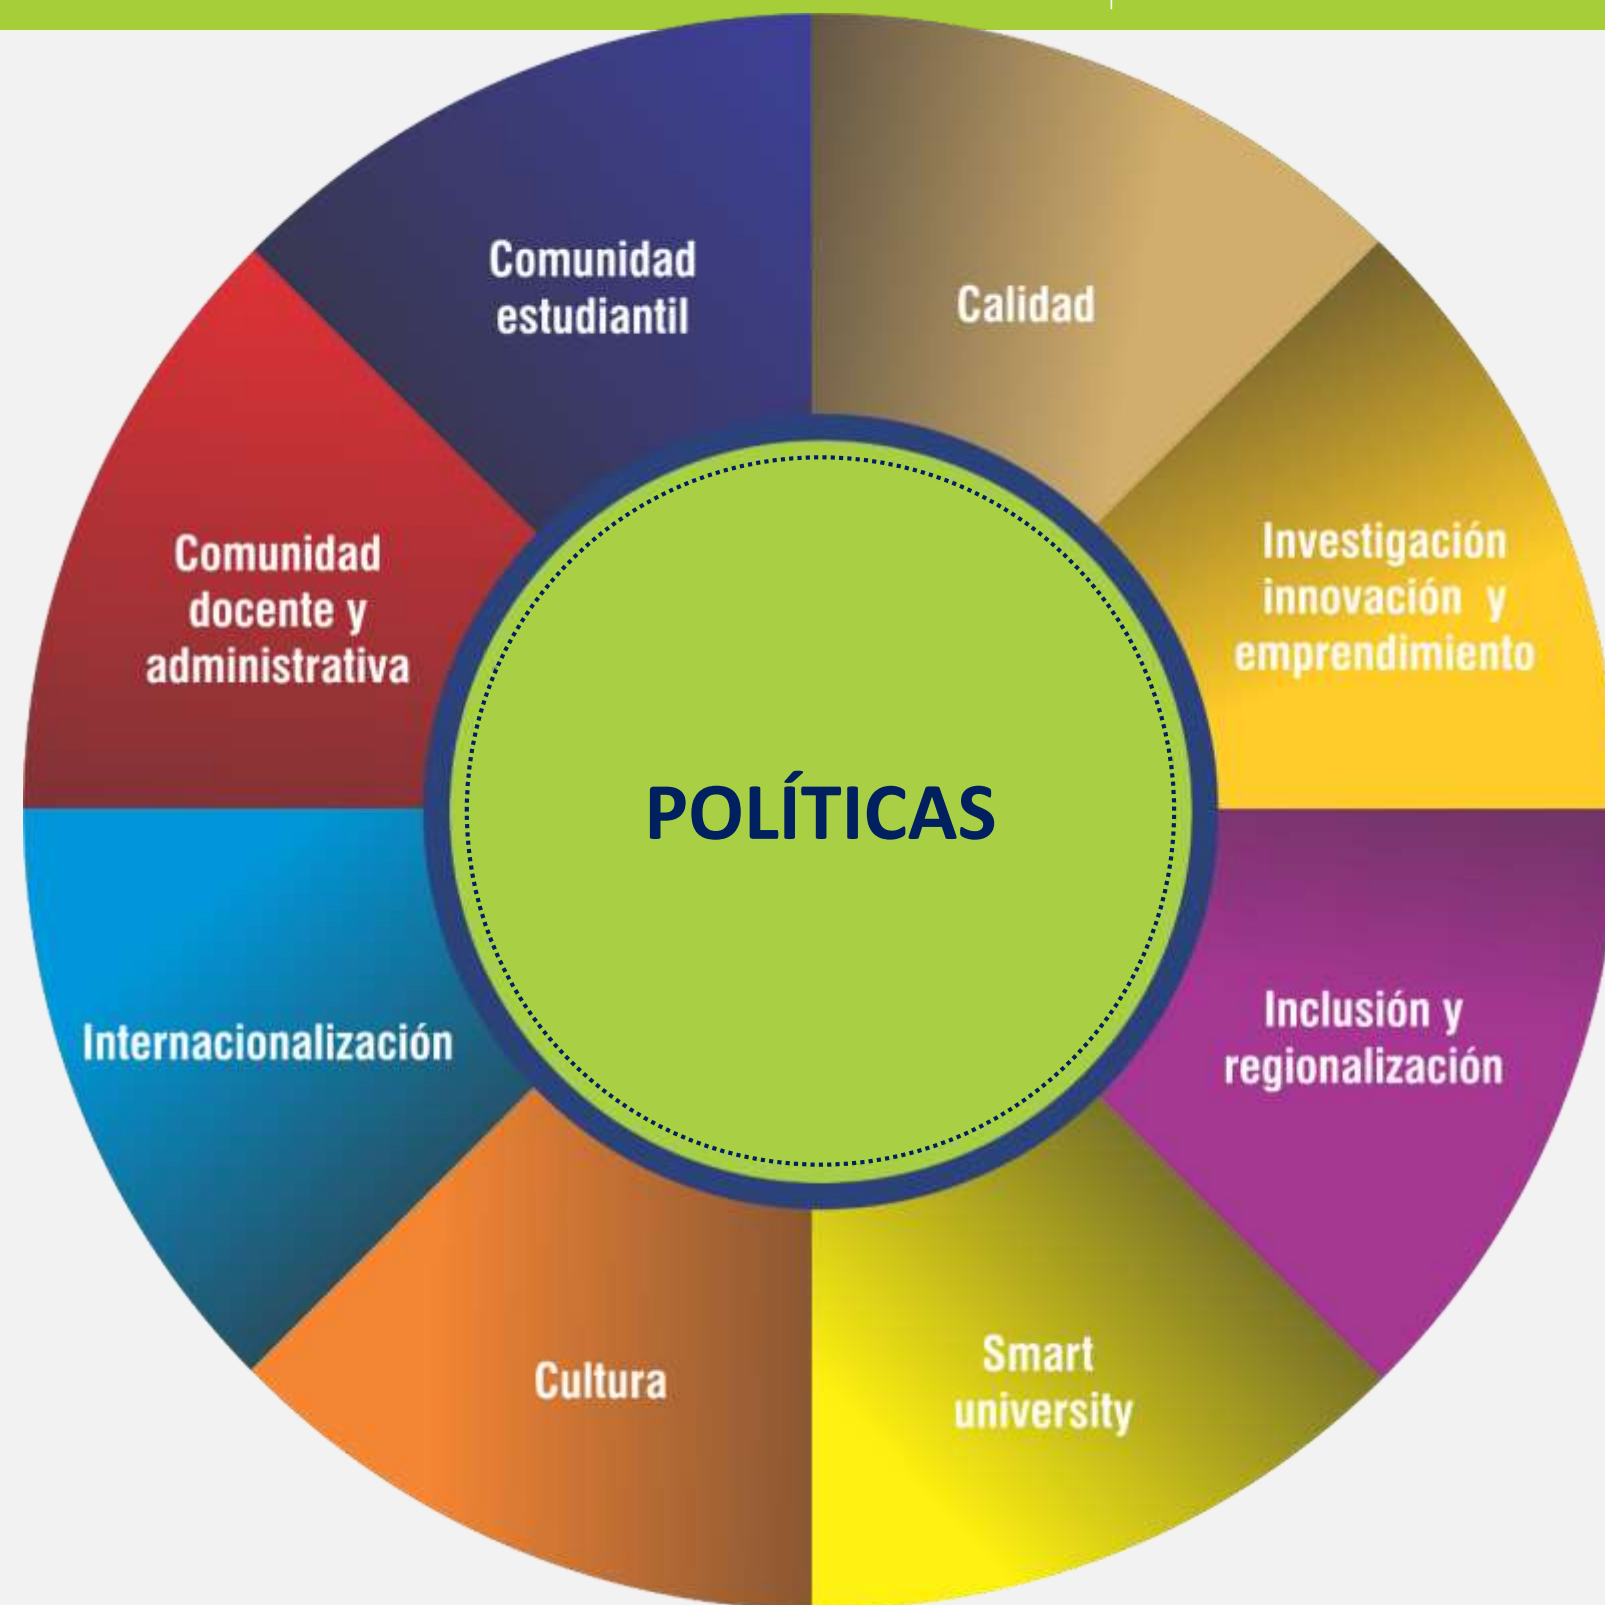 Comunidad
estudiantil
Calidad
Investigación
innovación y
emprendimiento
Inclusión y
regionalización
Smart
university
Cultura
Internacionalización
Comunidad
docente y
administrativa
POLÍTICAS